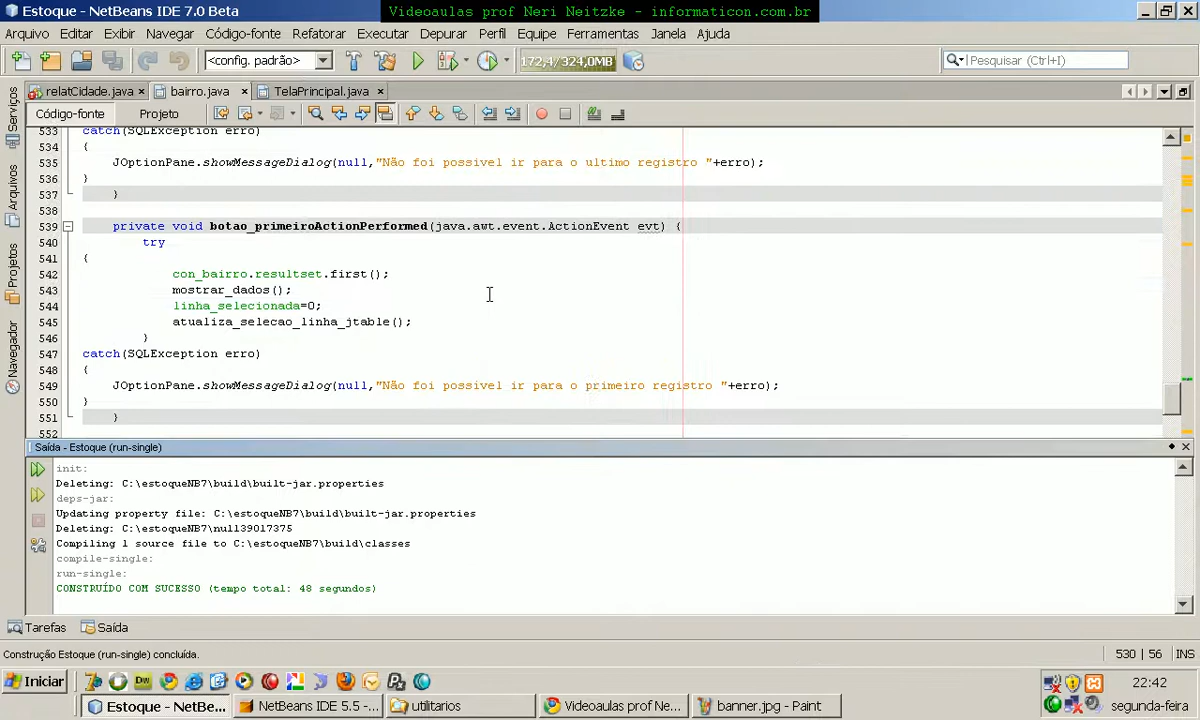 Estoque - NetBeans IDE 7.0 Beta
Videoaulas prof Neri Neitzke - informaticon.com.br
Arquivo Editar Exibir Navegar Código-fonte Refatorar Executar Depurar Perfil Equipe Ferramentas Janela Ajuda
<config. padrão> 172,4/324,0MB Pesquisar (Ctrl+I)
relatCidade.java bairro.java TelaPrincipal.java
Código-fonte Projeto
Serviços
Arquivos
Projetos
Navegador
533 catch(SQLException erro)
534 {
535 JOptionPane.showMessageDialog(null,"Não foi possivel ir para o ultimo registro "+erro);
536 }
537 }
538
539 private void botao_primeiroActionPerformed(java.awt.event.ActionEvent evt) {
540 try
541 {
542 con_bairro.resultset.first();
543 mostrar_dados();
544 linha_selecionada=0;
545 atualiza_selecao_linha_jtable();
546 }
547 catch(SQLException erro)
548 {
549 JOptionPane.showMessageDialog(null,"Não foi possivel ir para o primeiro registro "+erro);
550 }
551 }
552
Saída - Estoque (run-single)
init:
Deleting: C:\estoqueNB7\build\built-jar.properties
deps-jar:
Updating property file: C:\estoqueNB7\build\built-jar.properties
Deleting: C:\estoqueNB7\null39017375
Compiling 1 source file to C:\estoqueNB7\build\classes
compile-single:
run-single:
CONSTRUÍDO COM SUCESSO (tempo total: 48 segundos)
Tarefas Saída
Construção Estoque (run-single) concluída. 530 | 56 INS
Iniciar 22:42
Estoque - NetBe... NetBeans IDE 5.5 -... utilitarios Videoaulas prof Ne... banner.jpg - Paint segunda-feira